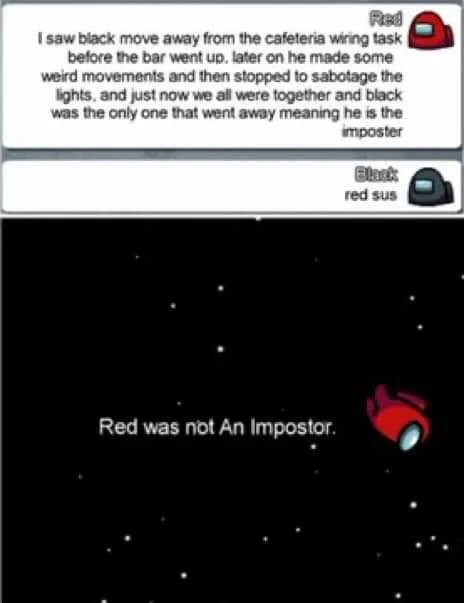 Red
I saw black move away from the cafeteria wiring task
before the bar went up. later on he made some
weird movements and then stopped to sabotage the
lights, and just now we all were together and black
was the only one that went away meaning he is the
imposter
Black
red sus
Red was not An Impostor.